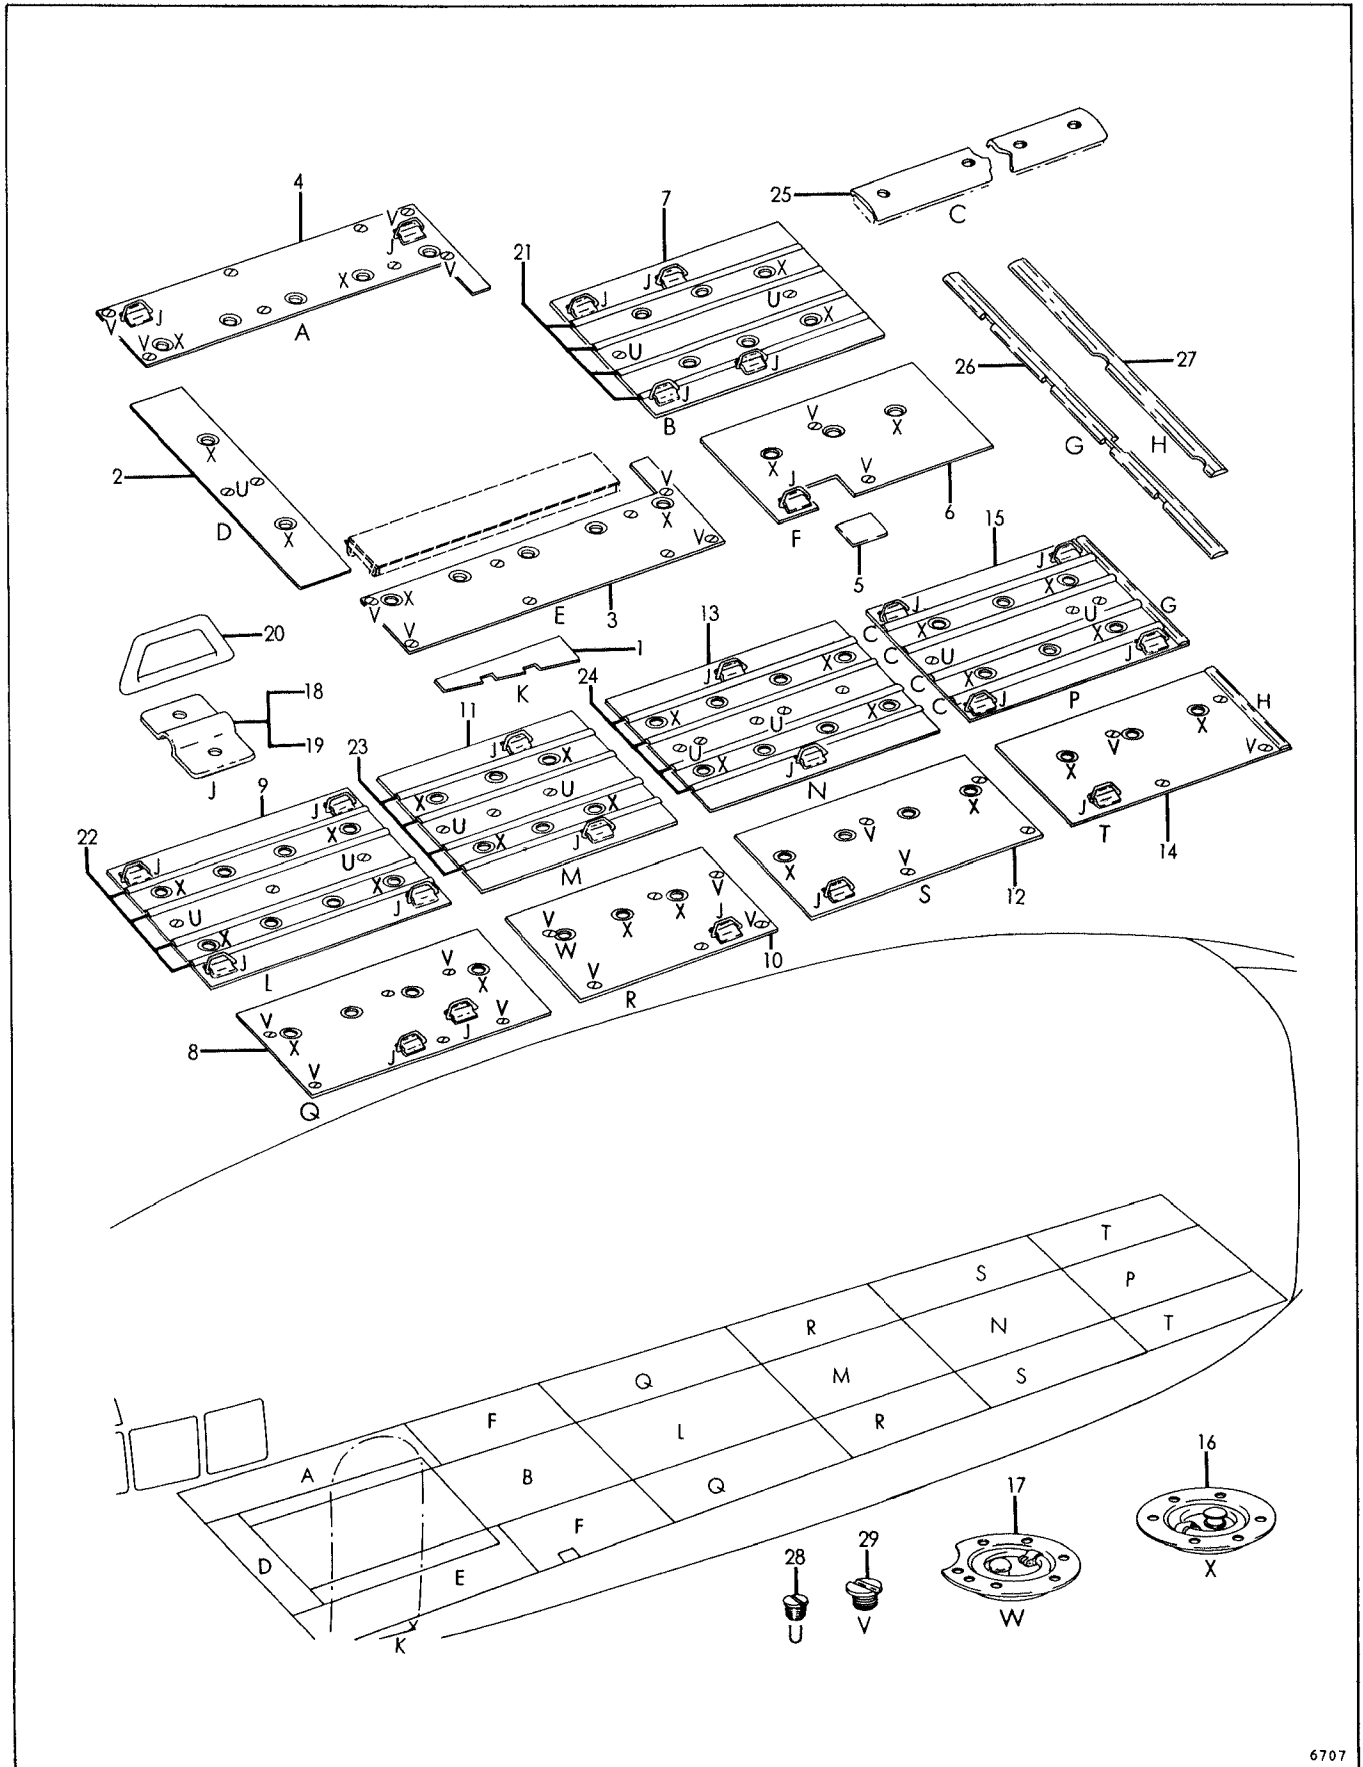 4
V
J
V
X
V
J
V
X
A
7
21
J
X
J
U
X
U
J
J
B
25
C
26
27
G
H
2
X
U
X
D
V
X
V
X
V
E
V
3
V
X
X
J
V
F
6
5
20
18
19
J
1
K
15
J
X
J
C
X
U
G
C
U
X
J
C
X
C
J
P
13
24
J
X
X
U
X
U
X
J
N
11
23
J
X
X
U
U
X
X
J
M
H
X
V
V
X
J
T
14
9
22
J
X
J
X
U
X
U
J
X
J
L
X
V
X
V
J
S
12
V
X
X
V
W
J
V
V
R
10
V
X
J
V
X
J
V
V
8
Q
T
S
P
R
N
T
Q
M
S
F
L
R
A
B
Q
F
D
E
K
X
16
X
17
W
28
U
29
V
6707